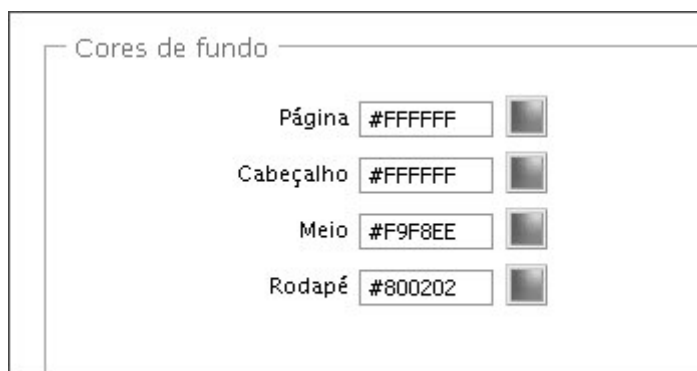 Cores de fundo
Página #FFFFFF
Cabeçalho #FFFFFF
Meio #F9F8EE
Rodapé #800202